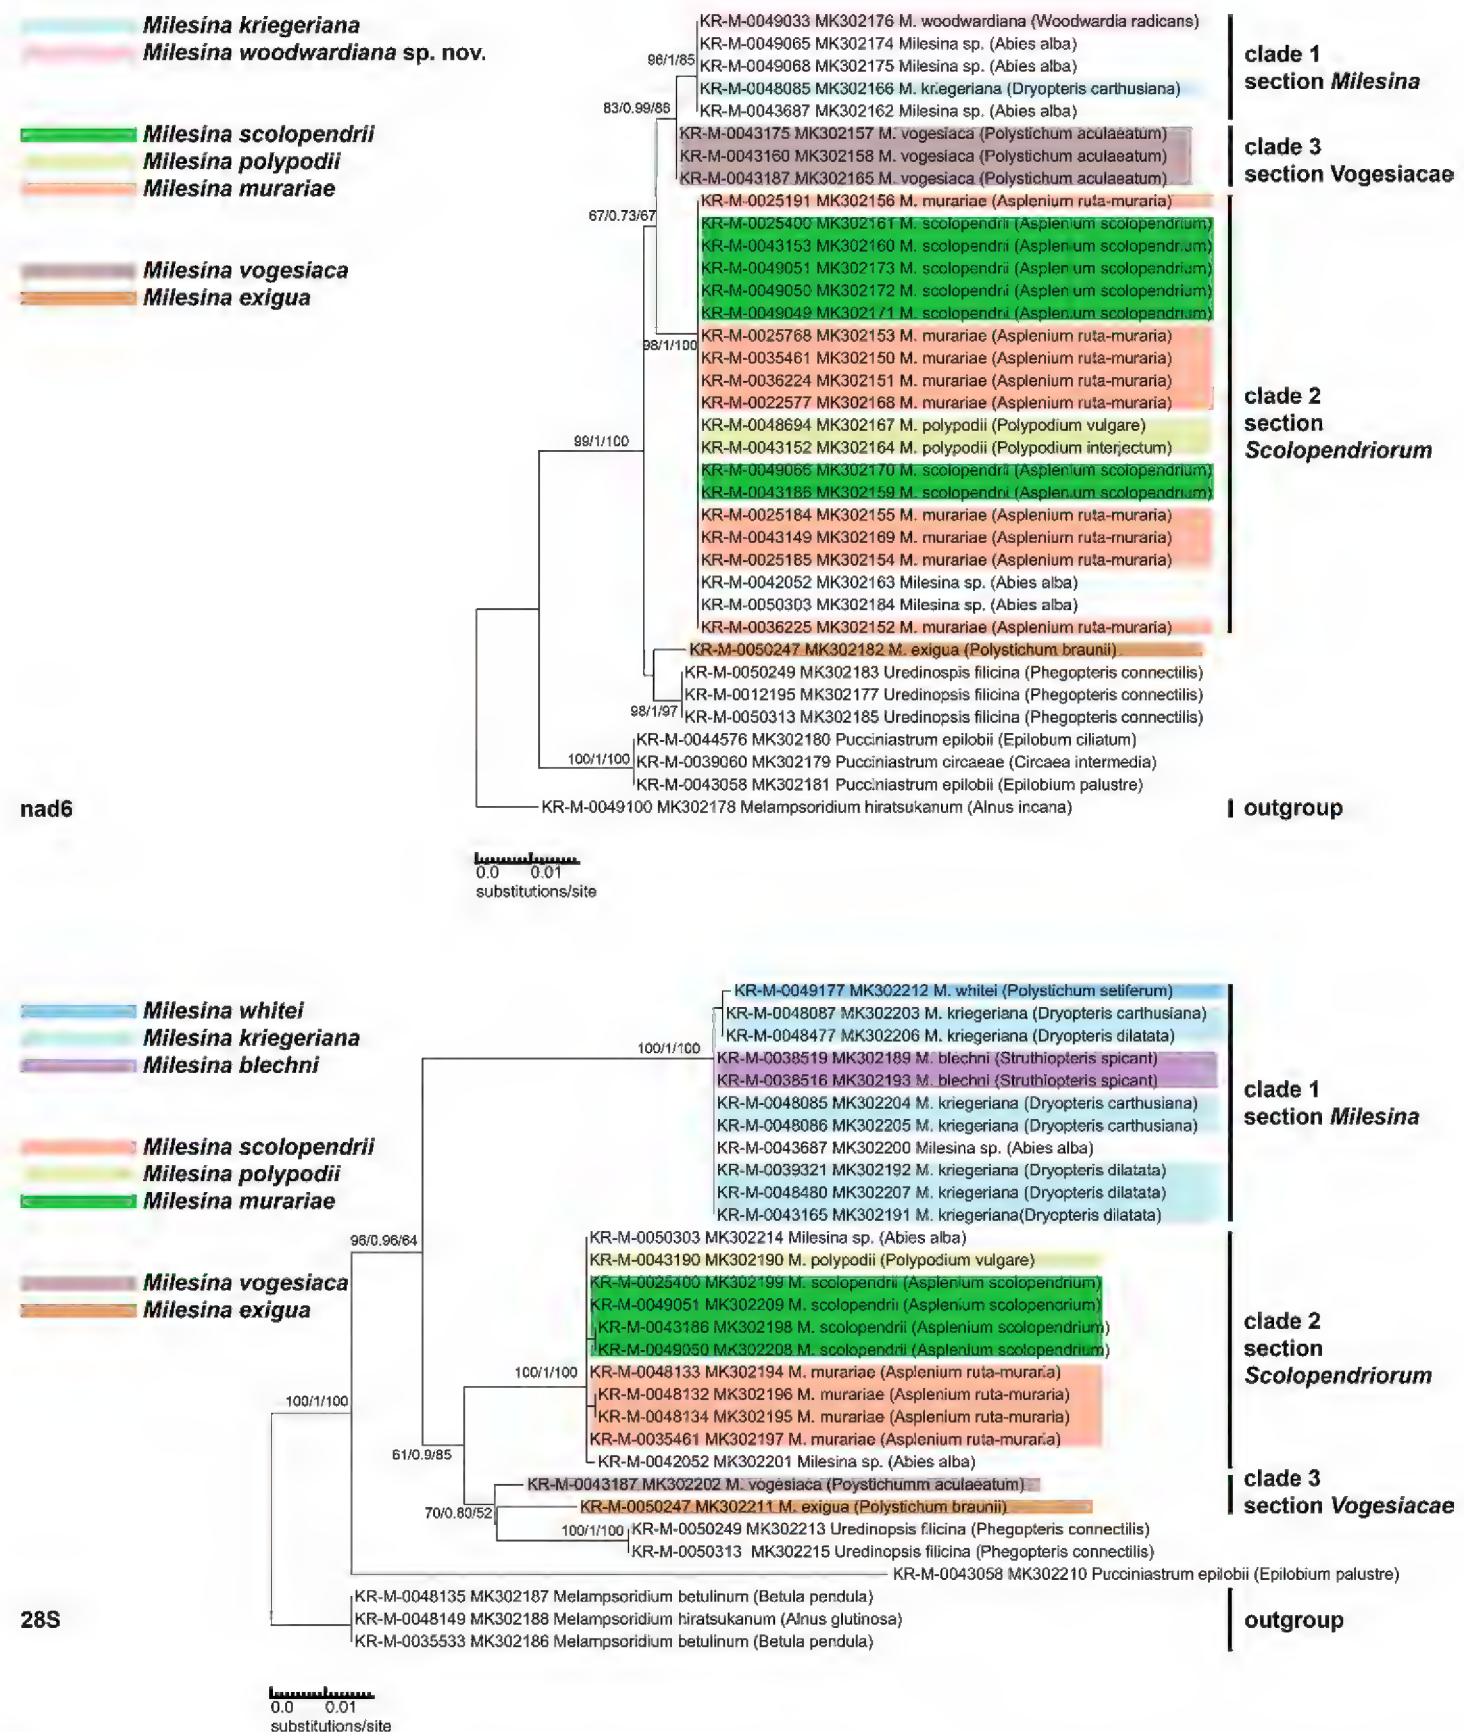 Milesina kriegeriana
Milesina woodwardiana sp. nov.
Milesina scolopendrii
Milesina polypodii
Milesina murariae
Milesina vogesiaca
Milesina exigua
KR-M-0049033 MK302176 M. woodwardiana (Woodwardia radicans)
KR-M-0049065 MK302174 Milesina sp. (Abies alba)
KR-M-0049068 MK302175 Milesina sp. (Abies alba)
KR-M-0048085 MK302166 M. kriegeriana (Dryopteris carthusiana)
KR-M-0043687 MK302162 Milesina sp. (Abies alba)
KR-M-0043175 MK302157 M. vogesiaca (Polystichum aculaeatum)
KR-M-0043160 MK302158 M. vogesiaca (Polystichum aculaeatum)
KR-M-0043187 MK302165 M. vogesiaca (Polystichum aculaeatum)
KR-M-0025191 MK302156 M. murariae (Asplenium ruta-muraria)
KR-M-0025400 MK302161 M. scolopendrii (Asplenium scolopendrium)
KR-M-0043153 MK302160 M. scolopendrii (Asplenium scolopendrium)
KR-M-0049051 MK302173 M. scolopendrii (Asplenium scolopendrium)
KR-M-0049050 MK302172 M. scolopendrii (Asplenium scolopendrium)
KR-M-0049049 MK302171 M. scolopendrii (Asplenium scolopendrium)
KR-M-0025768 MK302153 M. murariae (Asplenium ruta-muraria)
KR-M-0035461 MK302150 M. murariae (Asplenium ruta-muraria)
KR-M-0036224 MK302151 M. murariae (Asplenium ruta-muraria)
KR-M-0022577 MK302168 M. murariae (Asplenium ruta-muraria)
KR-M-0048694 MK302167 M. polypodii (Polypodium vulgare)
KR-M-0043152 MK302164 M. polypodii (Polypodium interjectum)
KR-M-0049066 MK302170 M. scolopendrii (Asplenium scolopendrium)
KR-M-0043186 MK302159 M. scolopendrii (Asplenium scolopendrium)
KR-M-0025184 MK302155 M. murariae (Asplenium ruta-muraria)
KR-M-0043149 MK302169 M. murariae (Asplenium ruta-muraria)
KR-M-0025185 MK302154 M. murariae (Asplenium ruta-muraria)
KR-M-0042052 MK302163 Milesina sp. (Abies alba)
KR-M-0050303 MK302184 Milesina sp. (Abies alba)
KR-M-0036225 MK302152 M. murariae (Asplenium ruta-muraria)
KR-M-0050247 MK302182 M. exigua (Polystichum braunii)
KR-M-0050249 MK302183 Uredinospis filicina (Phegopteris connectilis)
KR-M-0012195 MK302177 Uredinopsis filicina (Phegopteris connectilis)
KR-M-0050313 MK302185 Uredinopsis filicina (Phegopteris connectilis)
KR-M-0044576 MK302180 Pucciniastrum epilobii (Epilobum ciliatum)
KR-M-0039060 MK302179 Pucciniastrum circaeae (Circaea intermedia)
KR-M-0043058 MK302181 Pucciniastrum epilobii (Epilobium palustre)
KR-M-0049100 MK302178 Melampsoridium hiratsukanum (Alnus incana)
96/1/85
83/0.99/86
67/0.73/67
98/1/100
99/1/100
98/1/97
100/1/100
clade 1
section Milesina
clade 3
section Vogesiacae
clade 2
section
Scolopendriorum
outgroup
nad6
0.0 0.01
substitutions/site
Milesina whitei
Milesina kriegeriana
Milesina blechni
Milesina scolopendrii
Milesina polypodii
Milesina murariae
Milesina vogesiaca
Milesina exigua
KR-M-0049177 MK302212 M. whitei (Polystichum setiferum)
KR-M-0048087 MK302203 M. kriegeriana (Dryopteris carthusiana)
KR-M-0048477 MK302206 M. kriegeriana (Dryopteris dilatata)
KR-M-0038519 MK302189 M. blechni (Struthiopteris spicant)
KR-M-0038516 MK302193 M. blechni (Struthiopteris spicant)
KR-M-0048085 MK302204 M. kriegeriana (Dryopteris carthusiana)
KR-M-0048086 MK302205 M. kriegeriana (Dryopteris carthusiana)
KR-M-0043687 MK302200 Milesina sp. (Abies alba)
KR-M-0039321 MK302192 M. kriegeriana (Dryopteris dilatata)
KR-M-0048480 MK302207 M. kriegeriana (Dryopteris dilatata)
KR-M-0043165 MK302191 M. kriegeriana(Dryopteris dilatata)
KR-M-0050303 MK302214 Milesina sp. (Abies alba)
KR-M-0043190 MK302190 M. polypodii (Polypodium vulgare)
KR-M-0025400 MK302199 M. scolopendrii (Asplenium scolopendrium)
KR-M-0049051 MK302209 M. scolopendrii (Asplenium scolopendrium)
KR-M-0043186 MK302198 M. scolopendrii (Asplenium scolopendrium)
KR-M-0049050 MK302208 M. scolopendrii (Asplenium scolopendrium)
KR-M-0048133 MK302194 M. murariae (Asplenium ruta-muraria)
KR-M-0048132 MK302196 M. murariae (Asplenium ruta-muraria)
KR-M-0048134 MK302195 M. murariae (Asplenium ruta-muraria)
KR-M-0035461 MK302197 M. murariae (Asplenium ruta-muraria)
KR-M-0042052 MK302201 Milesina sp. (Abies alba)
KR-M-0043187 MK302202 M. vogesiaca (Poystichumm aculaeatum)
KR-M-0050247 MK302211 M. exigua (Polystichum braunii)
KR-M-0050249 MK302213 Uredinopsis filicina (Phegopteris connectilis)
KR-M-0050313 MK302215 Uredinopsis filicina (Phegopteris connectilis)
KR-M-0043058 MK302210 Pucciniastrum epilobii (Epilobium palustre)
KR-M-0048135 MK302187 Melampsoridium betulinum (Betula pendula)
KR-M-0048149 MK302188 Melampsoridium hiratsukanum (Alnus glutinosa)
KR-M-0035533 MK302186 Melampsoridium betulinum (Betula pendula)
100/1/100
96/0.96/64
100/1/100
100/1/100
61/0.9/85
70/0.80/52
100/1/100
clade 1
section Milesina
clade 2
section
Scolopendriorum
clade 3
section Vogesiacae
outgroup
28S
0.0 0.01
substitutions/site